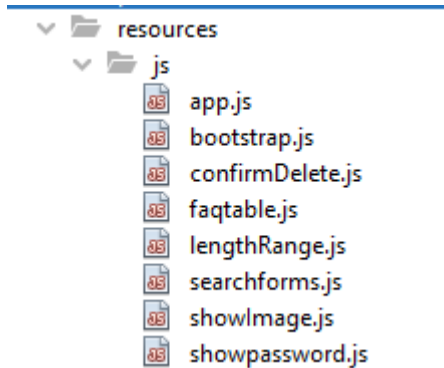 resources
js
app.js
bootstrap.js
confirmDelete.js
faqtable.js
lengthRange.js
searchforms.js
showImage.js
showpassword.js